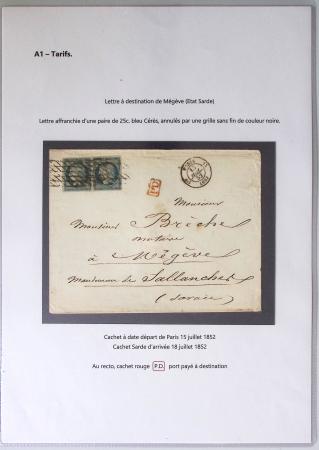 A1 – Tarifs.
Lettre à destination de Mégève (Etat Sarde)
Lettre affranchie d'une paire de 25c. bleu Cérès, annulés par une grille sans fin de couleur noire.
PD
PARIS
Monsieur
Monsieur Brèche
notaire
à Mégève
Sallanches
(Savoie)
Cachet à date départ de Paris 15 juillet 1852
Cachet Sarde d'arrivée 18 juillet 1852
Au recto, cachet rouge P.D. port payé à destination